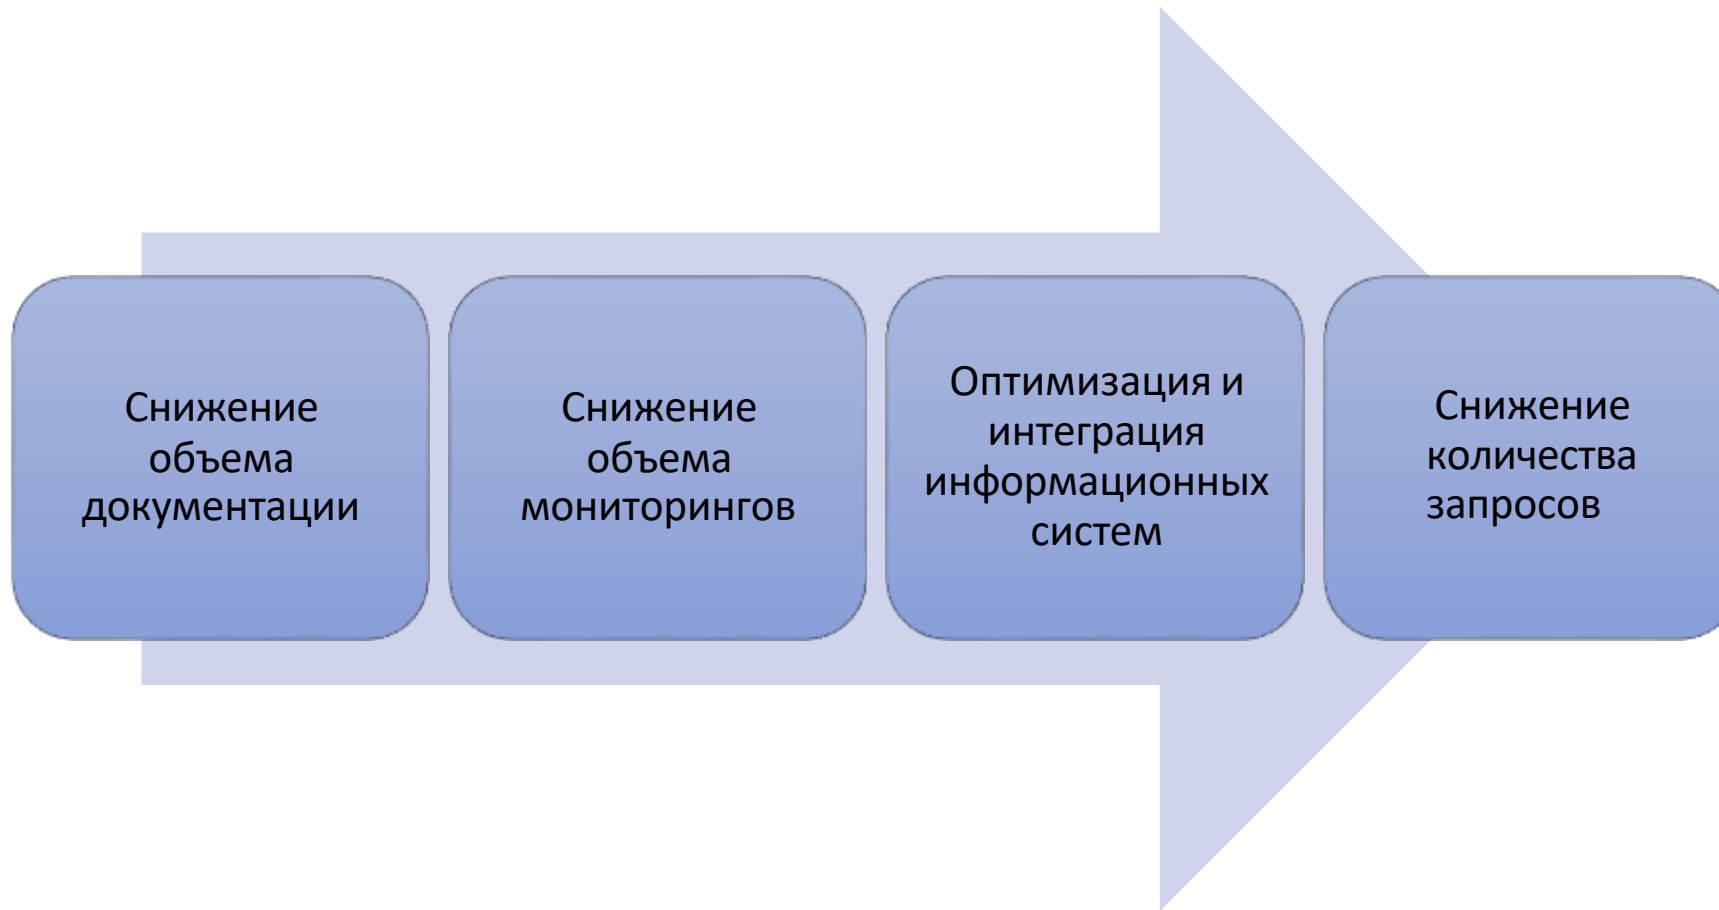 Снижение
объема
документации
Снижение
объема
мониторингов
Оптимизация и
интеграция
информационных
систем
Снижение
количества
запросов